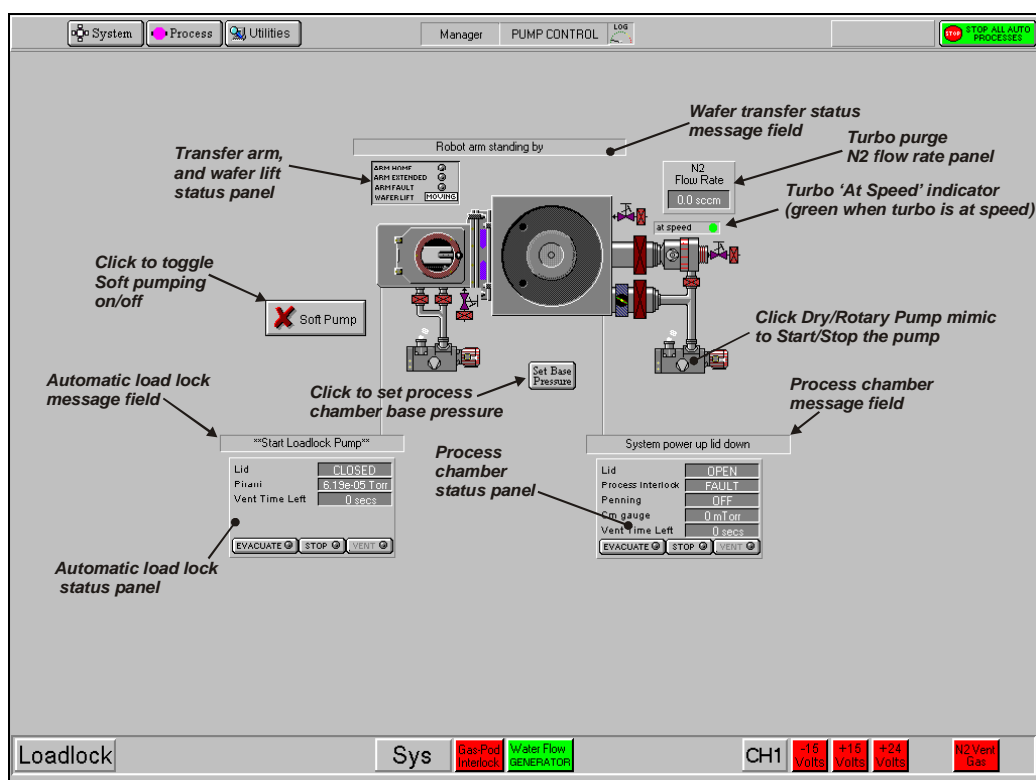 System
Process
Utilities
Manager
PUMP CONTROL
LOG
STOP
STOP ALL AUTO
PROCESSES
Wafer transfer status
message field
Robot arm standing by
Transfer arm,
and wafer lift
status panel
ARM HOME
ARM EXTENDED
ARM FAULT
WAFER LIFT MOVING
N2
Flow Rate
0.0 sccm
Turbo purge
N2 flow rate panel
at speed
Turbo ‘At Speed’ indicator
(green when turbo is at speed)
Click to toggle
Soft pumping
on/off
Soft Pump
Click Dry/Rotary Pump mimic
to Start/Stop the pump
Set Base
Pressure
Click to set process
chamber base pressure
Automatic load lock
message field
Process chamber
message field
**Start Loadlock Pump**
Lid CLOSED
Pirani 6.19e-05 Torr
Vent Time Left 0 secs
EVACUATE STOP VENT
Process
chamber
status panel
System power up lid down
Lid OPEN
Process Interlock FAULT
Penning OFF
Cm gauge 0 mTorr
Vent Time Left 0 secs
EVACUATE STOP VENT
Automatic load lock
status panel
Loadlock
Sys
Gas-Pod
Interlock
Water Flow
GENERATOR
CH1
-15
Volts
+15
Volts
+24
Volts
N2 Vent
Gas